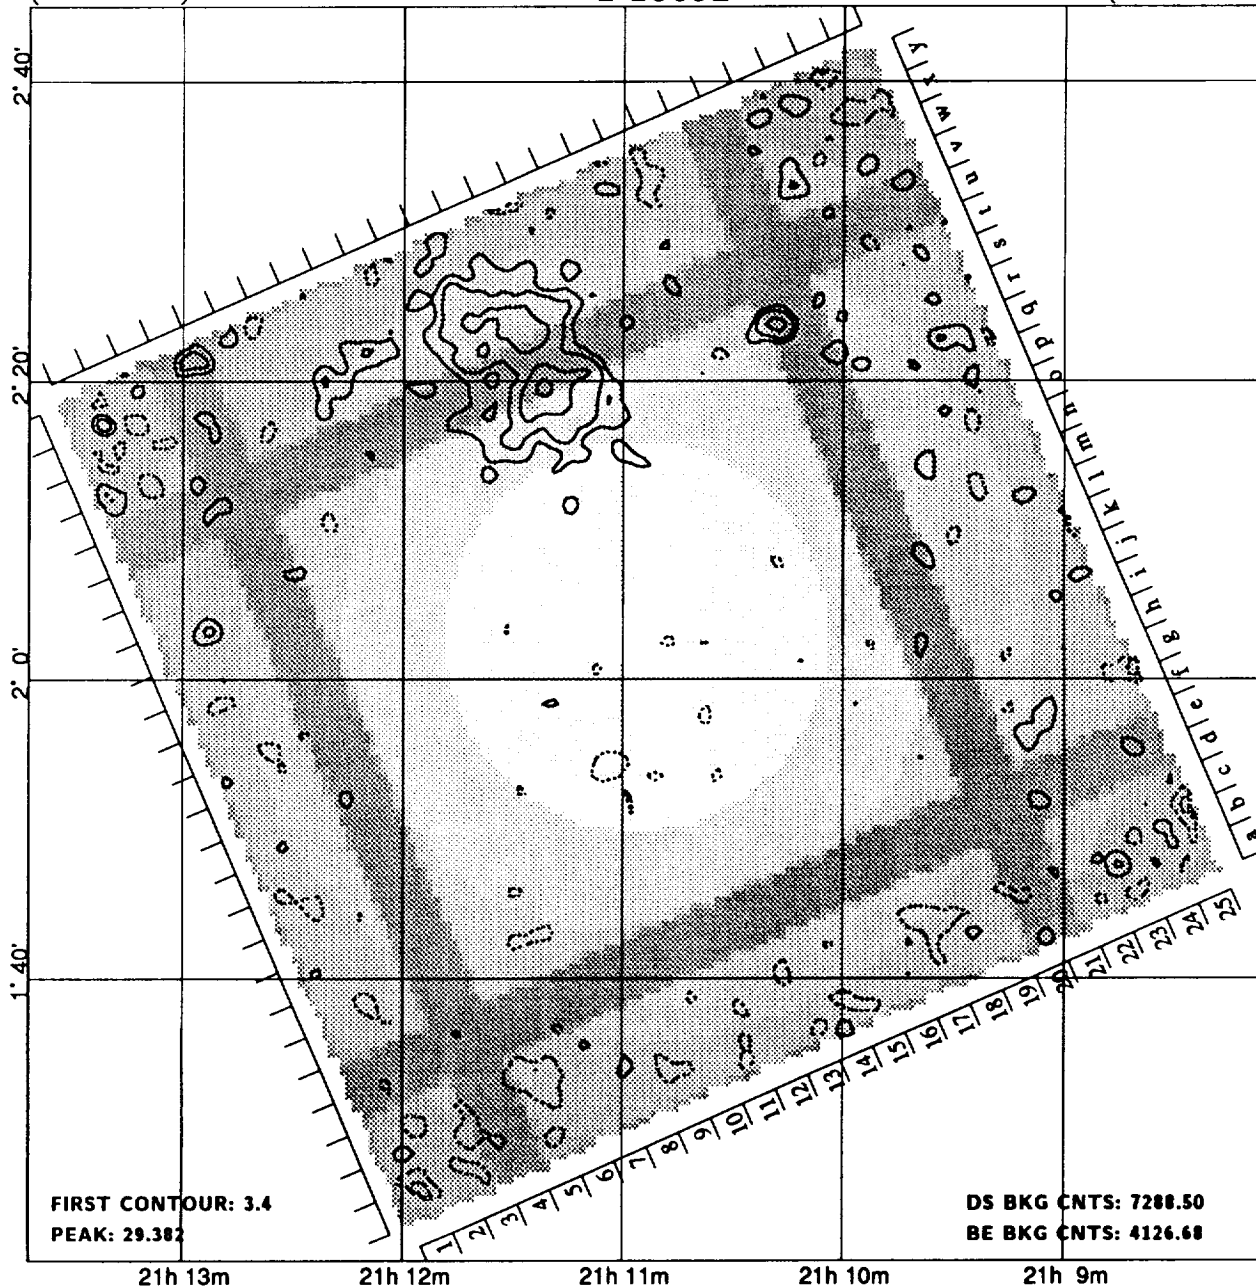 2° 40'
y x w v u t s r q p o n m l k j i h g f e d c b a
2° 20'
2° 0'
1° 40'
25 24 23 22 21 20 19 18 17 16 15 14 13 12 11 10 9 8 7 6 5 4 3 2 1
FIRST CONTOUR: 3.4
PEAK: 29.382
DS BKG CNTS: 7288.50
BE BKG CNTS: 4126.68
21h 13m 21h 12m 21h 11m 21h 10m 21h 9m